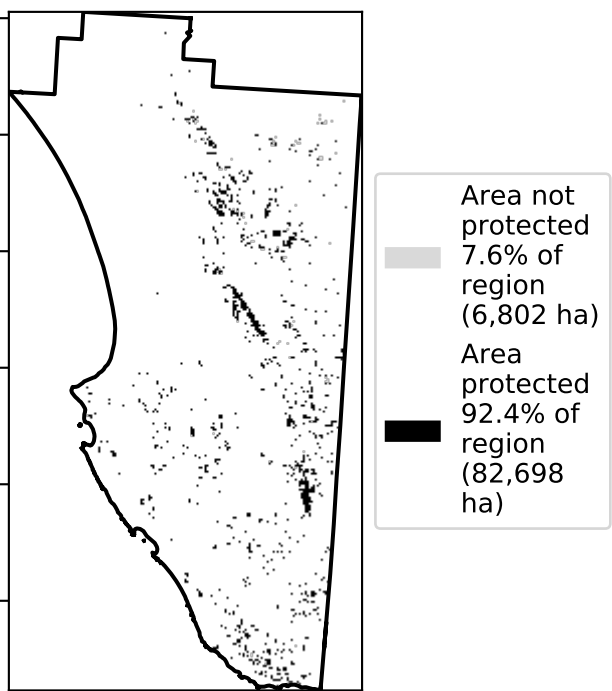 Area not
protected
7.6% of
region
(6,802 ha)
Area
protected
92.4% of
region
(82,698
ha)